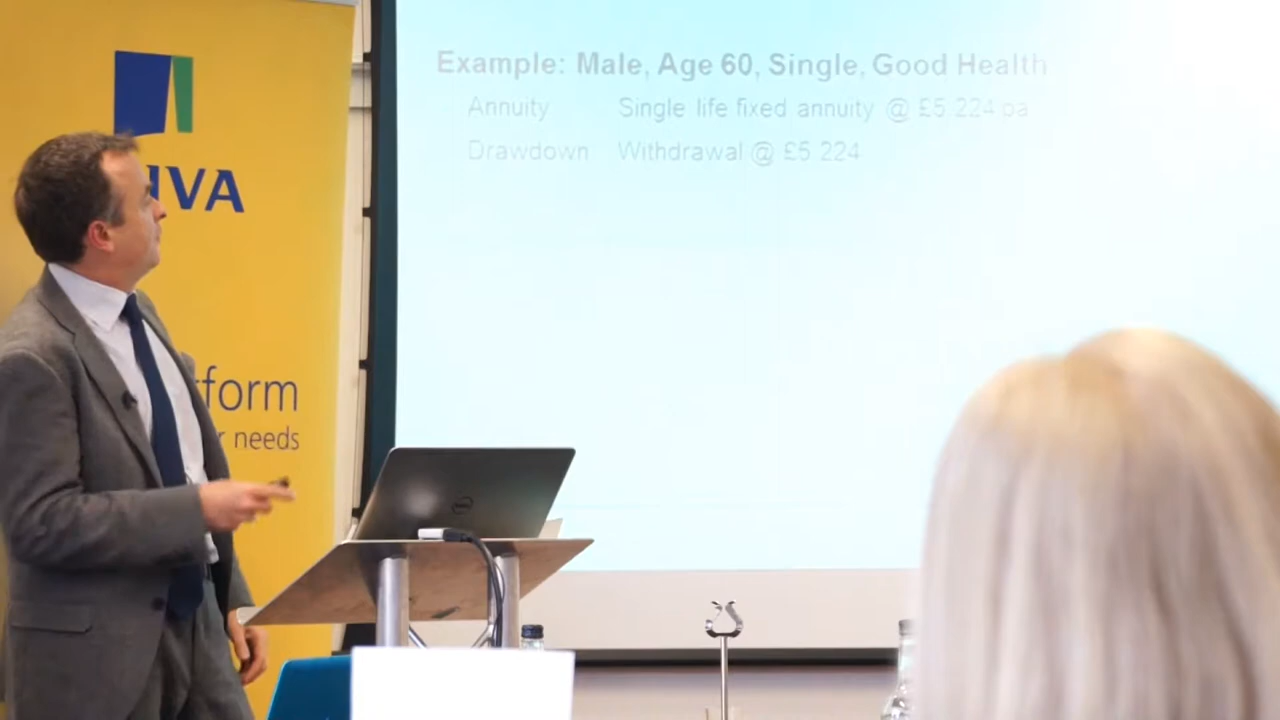 IVA
form
r needs
Example: Male, Age 60, Single, Good Health
Annuity Single life fixed annuity @ £5 224 pa
Drawdown Withdrawal @ £5 224